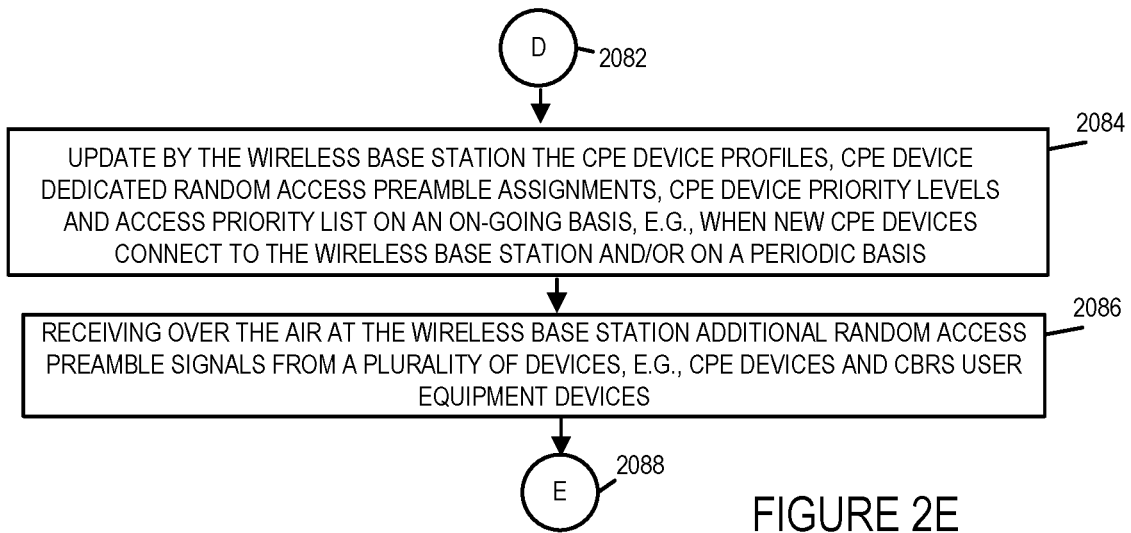 D
2082
2084
UPDATE BY THE WIRELESS BASE STATION THE CPE DEVICE PROFILES, CPE DEVICE
DEDICATED RANDOM ACCESS PREAMBLE ASSIGNMENTS, CPE DEVICE PRIORITY LEVELS
AND ACCESS PRIORITY LIST ON AN ON-GOING BASIS, E.G., WHEN NEW CPE DEVICES
CONNECT TO THE WIRELESS BASE STATION AND/OR ON A PERIODIC BASIS
2086
RECEIVING OVER THE AIR AT THE WIRELESS BASE STATION ADDITIONAL RANDOM ACCESS
PREAMBLE SIGNALS FROM A PLURALITY OF DEVICES, E.G., CPE DEVICES AND CBRS USER
EQUIPMENT DEVICES
2088
E
FIGURE 2E